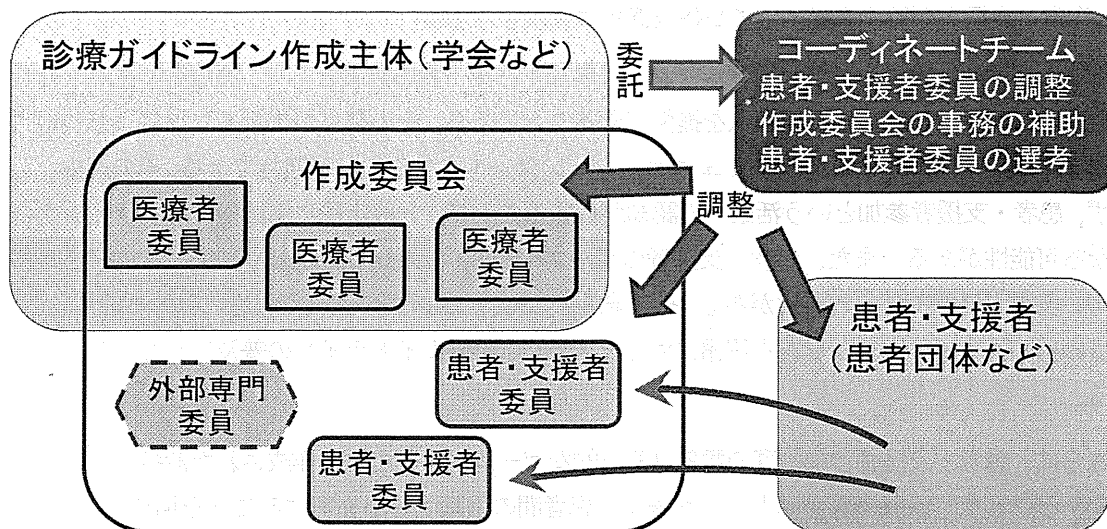 診療ガイドライン作成主体(学会など)
委託
コーディネートチーム
患者・支援者委員の調整
作成委員会の事務の補助
患者・支援者委員の選考
作成委員会
医療者
委員
医療者
委員
医療者
委員
調整
患者・支援者
(患者団体など)
外部専門
委員
患者・支援者
委員
患者・支援者
委員